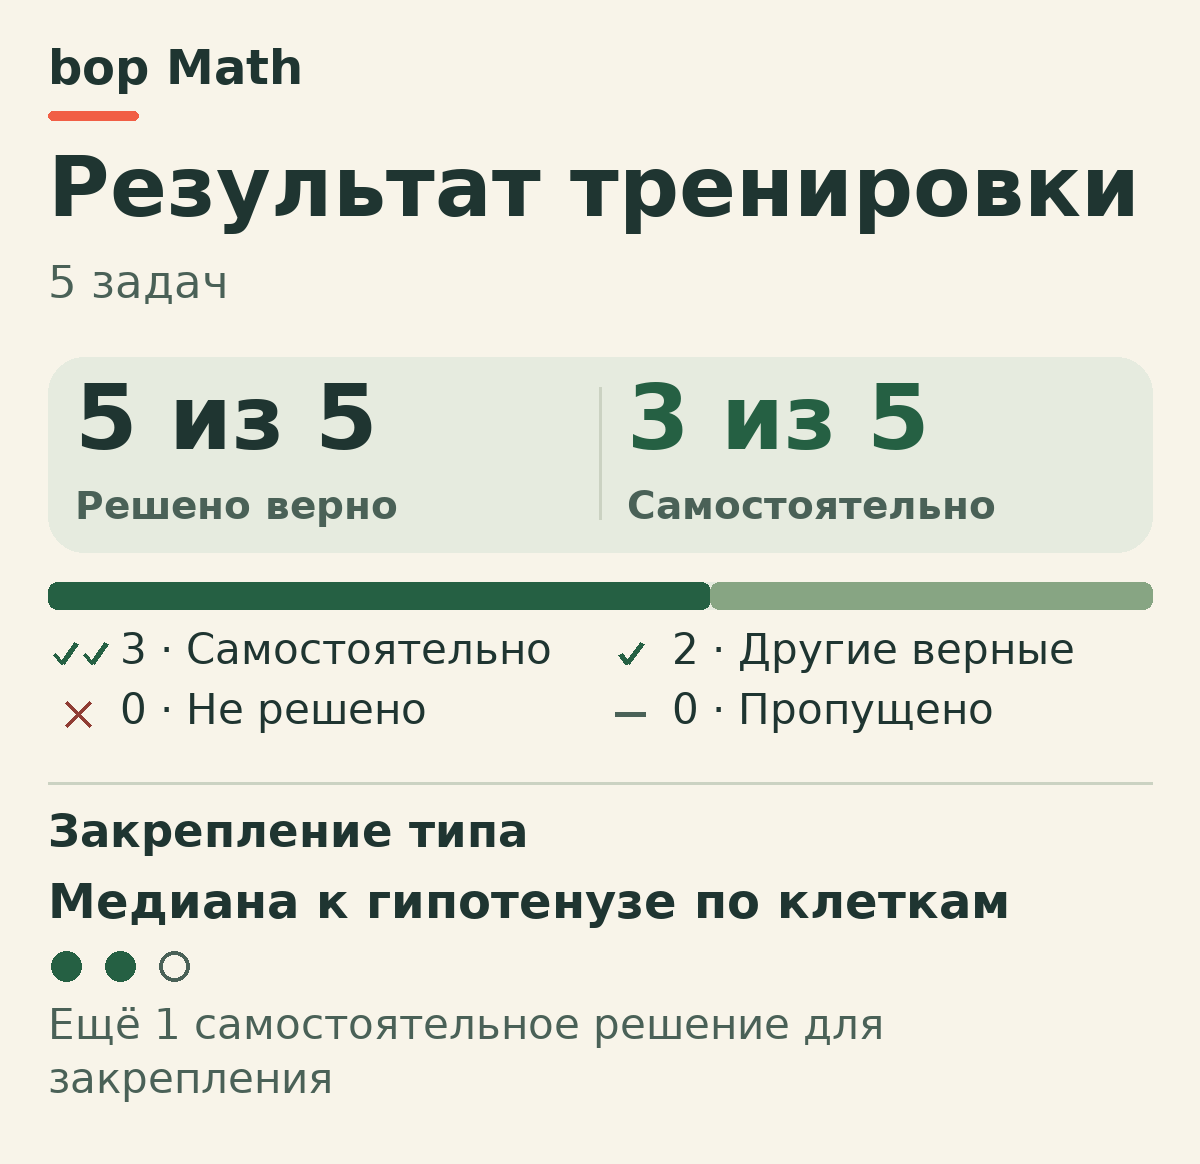 bop Math
Результат тренировки
5 задач
5 из 5
Решено верно
3 из 5
Самостоятельно
3 · Самостоятельно
2 · Другие верные
0 · Не решено
0 · Пропущено
Закрепление типа
Медиана к гипотенузе по клеткам
Ещё 1 самостоятельное решение для
закрепления